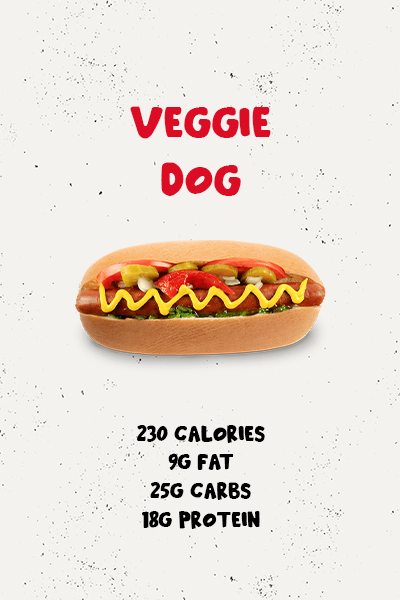 VEGGIE
DOG
230 CALORIES
9G FAT
25G CARBS
18G PROTEIN